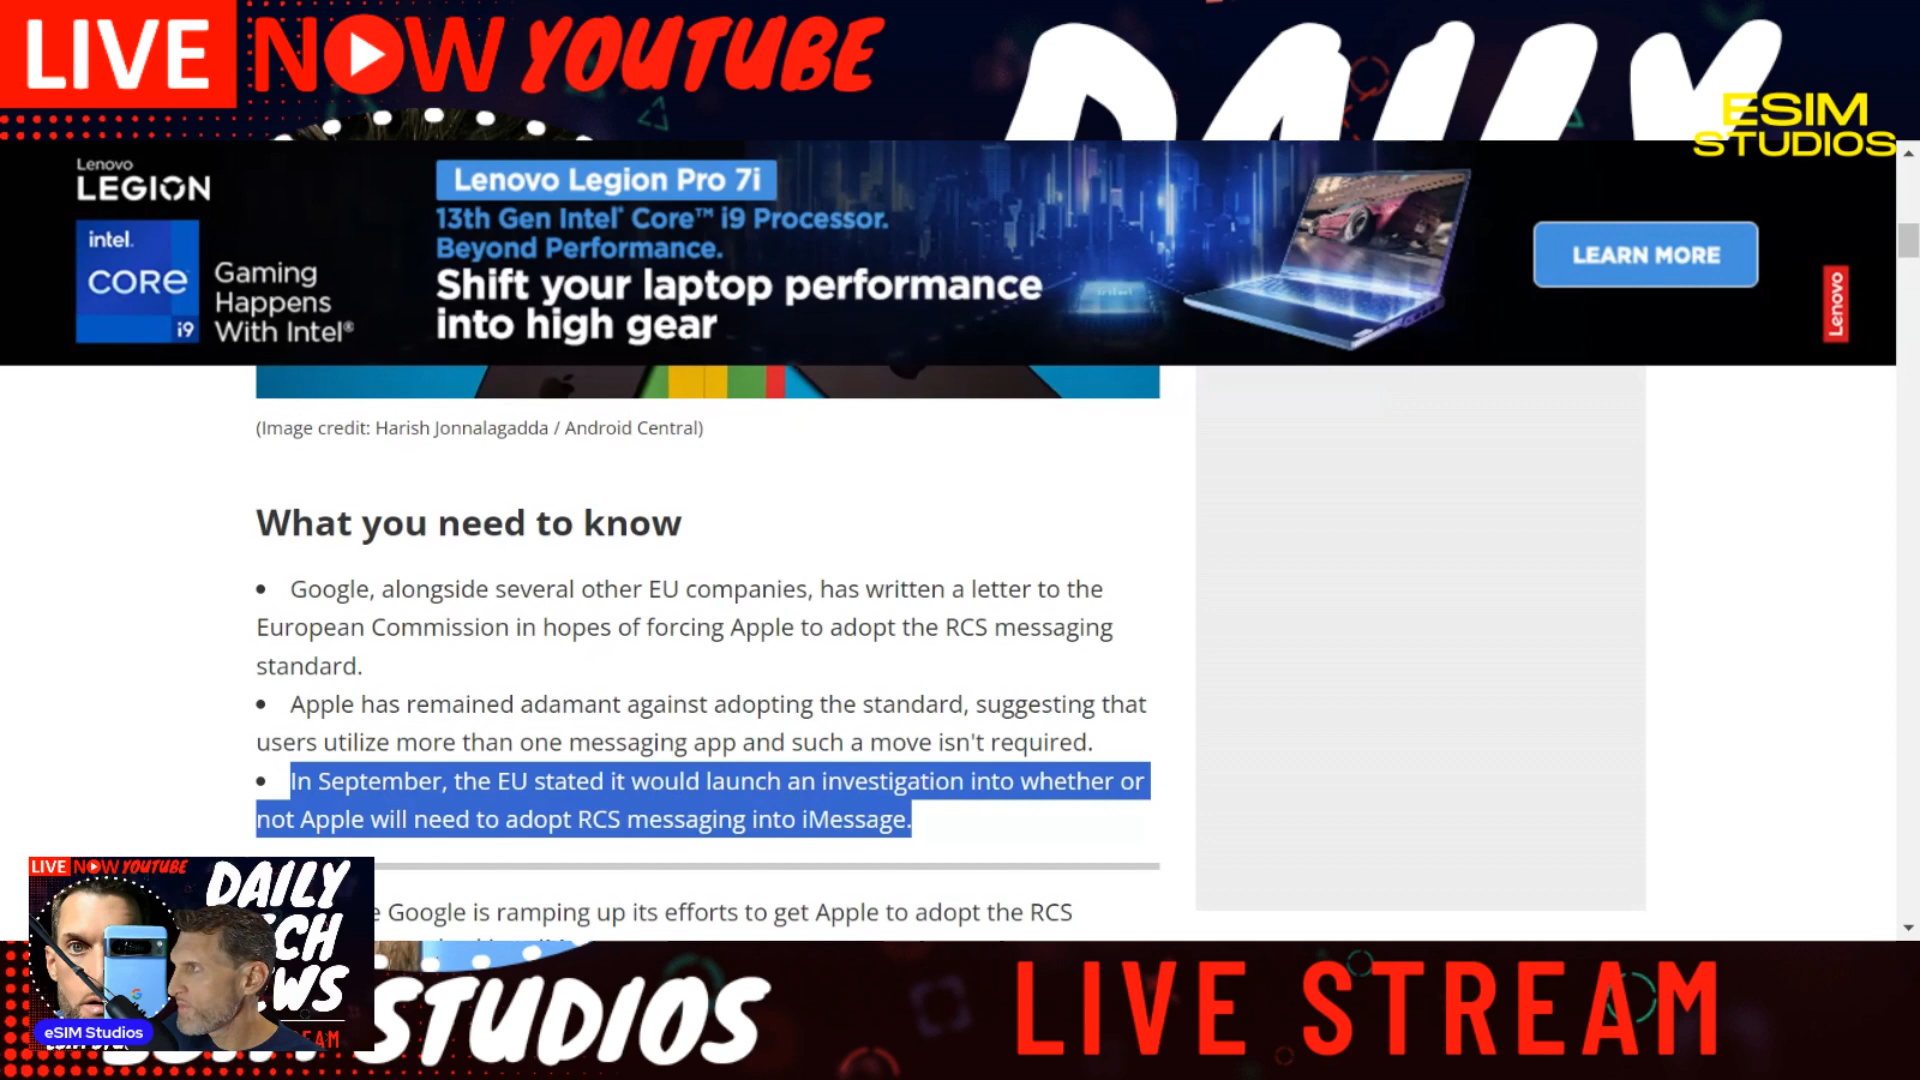 LIVE NOW YOUTUBE
DAILY
ESIM
STUDIOS
Lenovo
LEGION
intel.
CORE
i9
Gaming
Happens
With Intel®
Lenovo Legion Pro 7i
13th Gen Intel® Core™ i9 Processor.
Beyond Performance.
Shift your laptop performance
into high gear
LEARN MORE
Lenovo
(Image credit: Harish Jonnalagadda / Android Central)
What you need to know
• Google, alongside several other EU companies, has written a letter to the
European Commission in hopes of forcing Apple to adopt the RCS messaging
standard.
• Apple has remained adamant against adopting the standard, suggesting that
users utilize more than one messaging app and such a move isn't required.
• In September, the EU stated it would launch an investigation into whether or
not Apple will need to adopt RCS messaging into iMessage.
Google is ramping up its efforts to get Apple to adopt the RCS
LIVE NOW YOUTUBE
DAILY
CH
WS
G
eSIM Studios
EAM
STUDIOS
LIVE STREAM